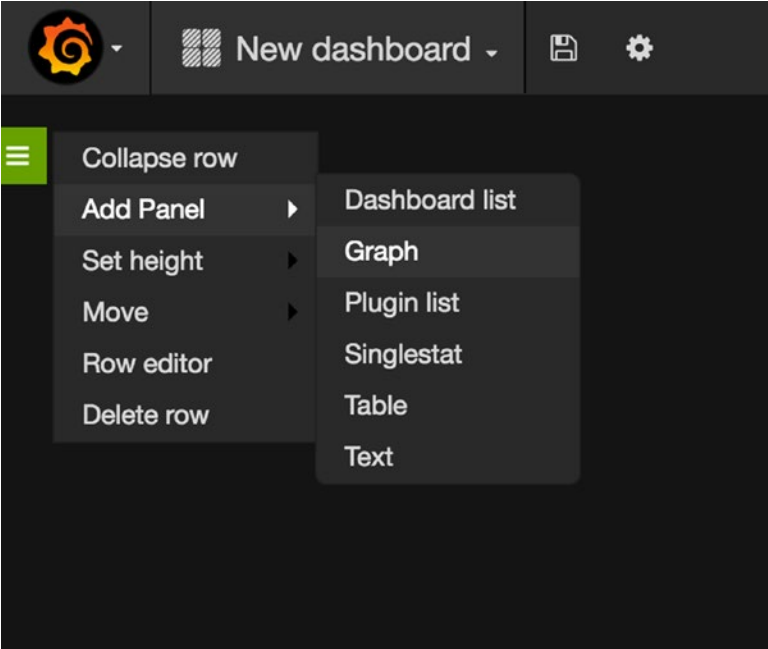 New dashboard
Collapse row
Add Panel
Set height
Move
Row editor
Delete row
Dashboard list
Graph
Plugin list
Singlestat
Table
Text